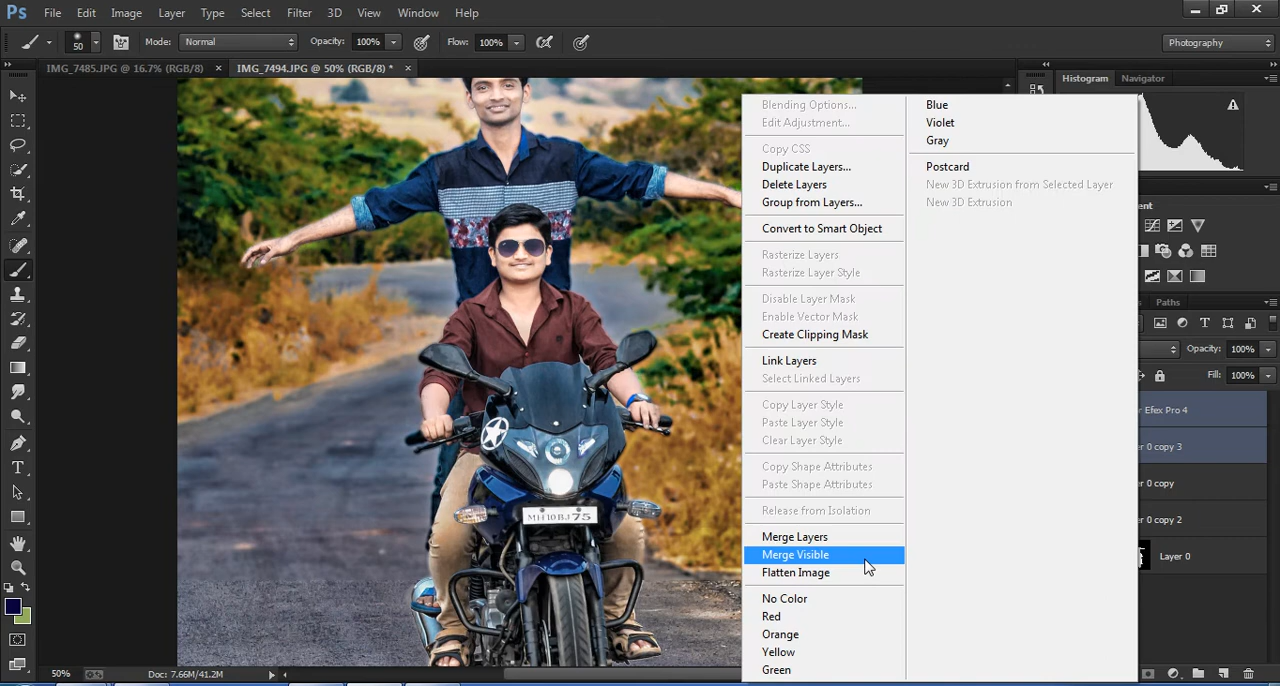 Ps File Edit Image Layer Type Select Filter 3D View Window Help
50 Mode: Normal Opacity: 100% Flow: 100% Photography
IMG_7485.JPG @ 16.7% (RGB/8) × IMG_7494.JPG @ 50% (RGB/8) * ×
Histogram Navigator
Blending Options...
Edit Adjustment...
Copy CSS
Duplicate Layers...
Delete Layers
Group from Layers...
Convert to Smart Object
Rasterize Layers
Rasterize Layer Style
Disable Layer Mask
Enable Vector Mask
Create Clipping Mask
Link Layers
Select Linked Layers
Copy Layer Style
Paste Layer Style
Clear Layer Style
Copy Shape Attributes
Paste Shape Attributes
Release from Isolation
Merge Layers
Merge Visible
Flatten Image
No Color
Red
Orange
Yellow
Green
Blue
Violet
Gray
Postcard
New 3D Extrusion from Selected Layer
New 3D Extrusion
ent
s Paths
Opacity: 100%
Fill: 100%
r Efex Pro 4
r 0 copy 3
er 0 copy
er 0 copy 2
Layer 0
MH10BJ75
50% Doc: 7.66M/41.2M